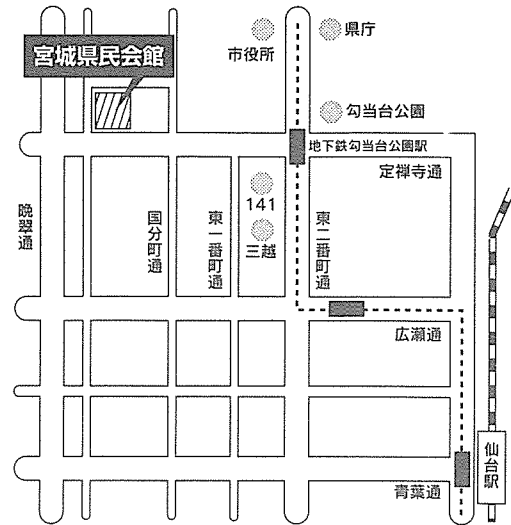 県庁
市役所
宮城県民会館
勾当台公園
地下鉄勾当台公園駅
定禅寺通
141
三越
晩翠通
国分町通
東一番町通
東二番町通
広瀬通
仙台駅
青葉通